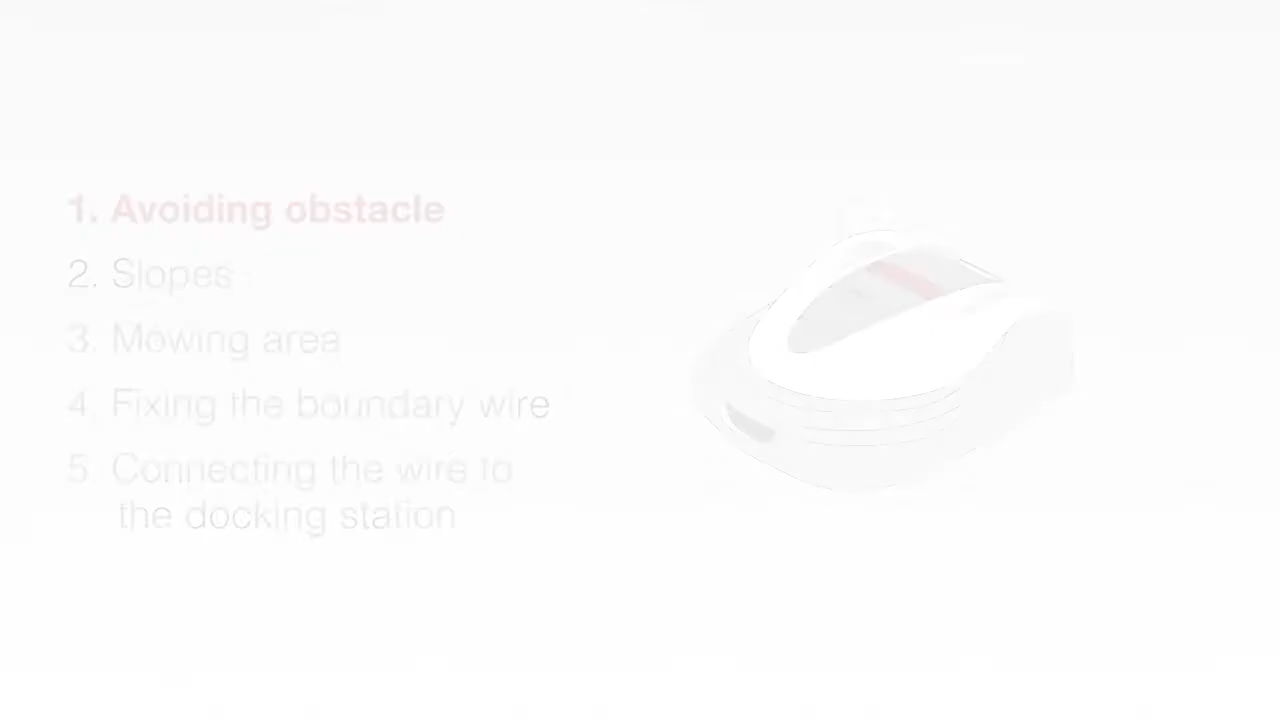 1. Avoiding obstacle
2. Slopes
3. Mowing area
4. Fixing the boundary wire
5. Connecting the wire to
the docking station